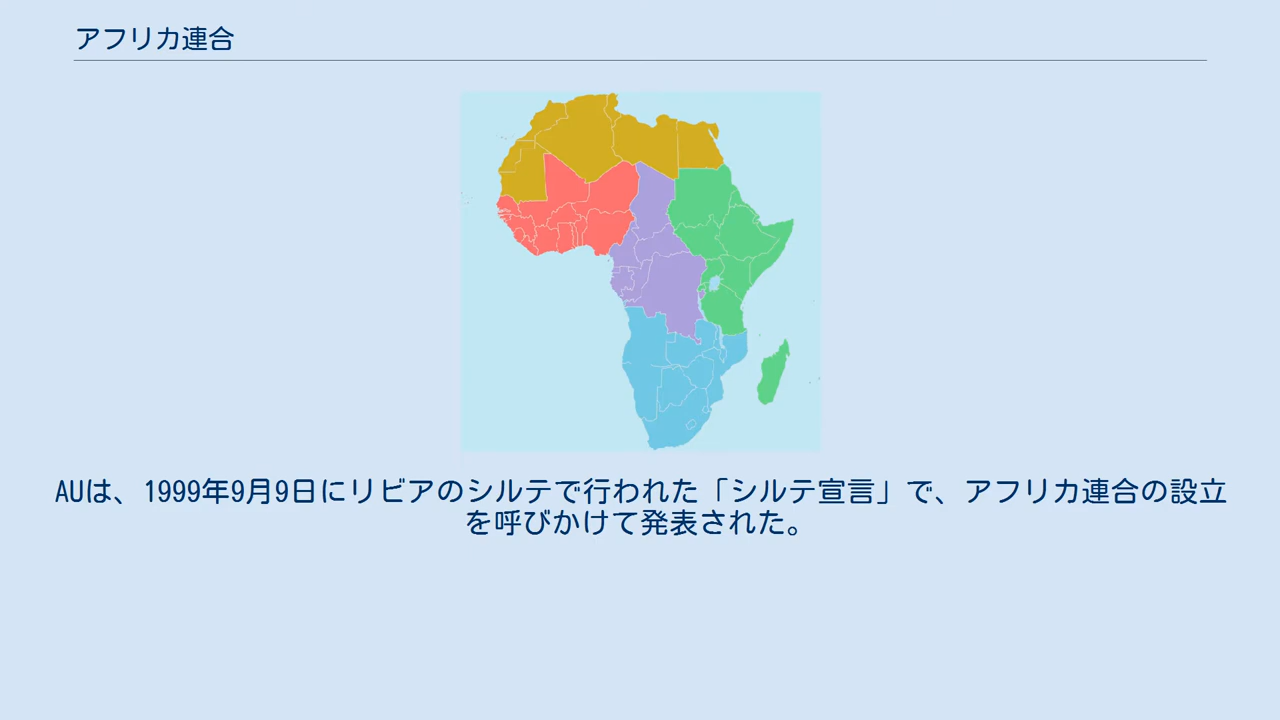 アフリカ連合
AUは、1999年9月9日にリビアのシルテで行われた「シルテ宣言」で、アフリカ連合の設立
を呼びかけて発表された。